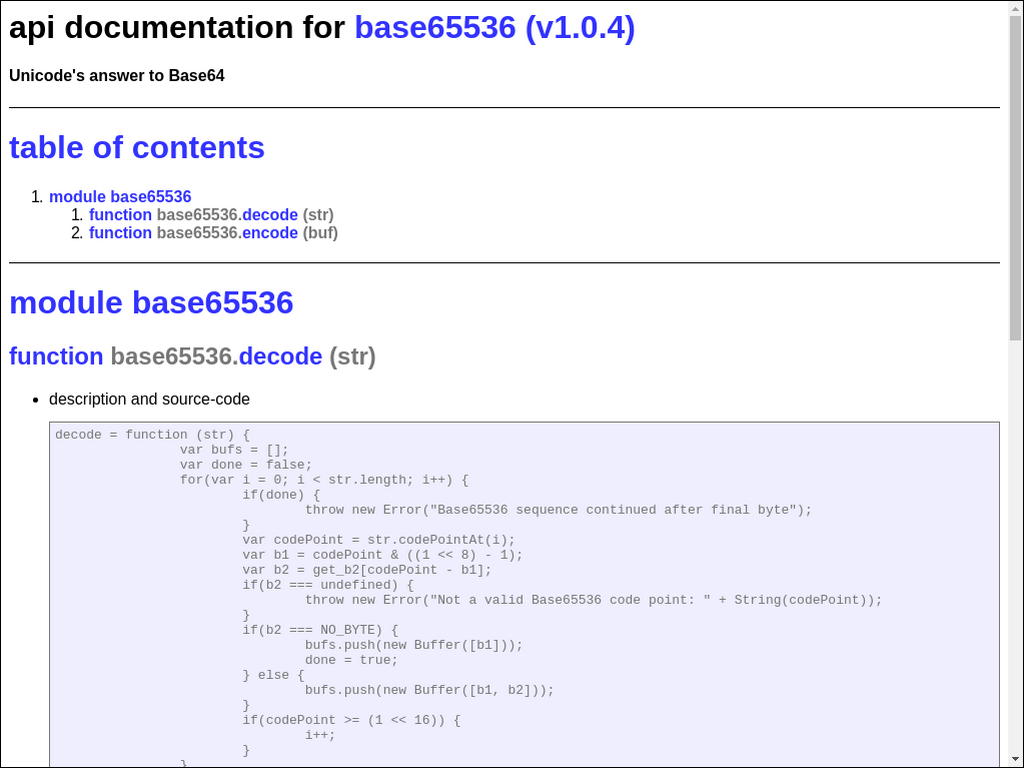 api documentation for base65536 (v1.0.4)
Unicode's answer to Base64
table of contents
1. module base65536
1. function base65536.decode (str)
2. function base65536.encode (buf)
module base65536
function base65536.decode (str)
• description and source-code
decode = function (str) {
var bufs = [];
var done = false;
for(var i = 0; i < str.length; i++) {
if(done) {
throw new Error("Base65536 sequence continued after final byte");
}
var codePoint = str.codePointAt(i);
var b1 = codePoint & ((1 << 8) - 1);
var b2 = get_b2[codePoint - b1];
if(b2 === undefined) {
throw new Error("Not a valid Base65536 code point: " + String(codePoint));
}
if(b2 === NO_BYTE) {
bufs.push(new Buffer([b1]));
done = true;
} else {
bufs.push(new Buffer([b1, b2]));
}
if(codePoint >= (1 << 16)) {
i++;
}
}